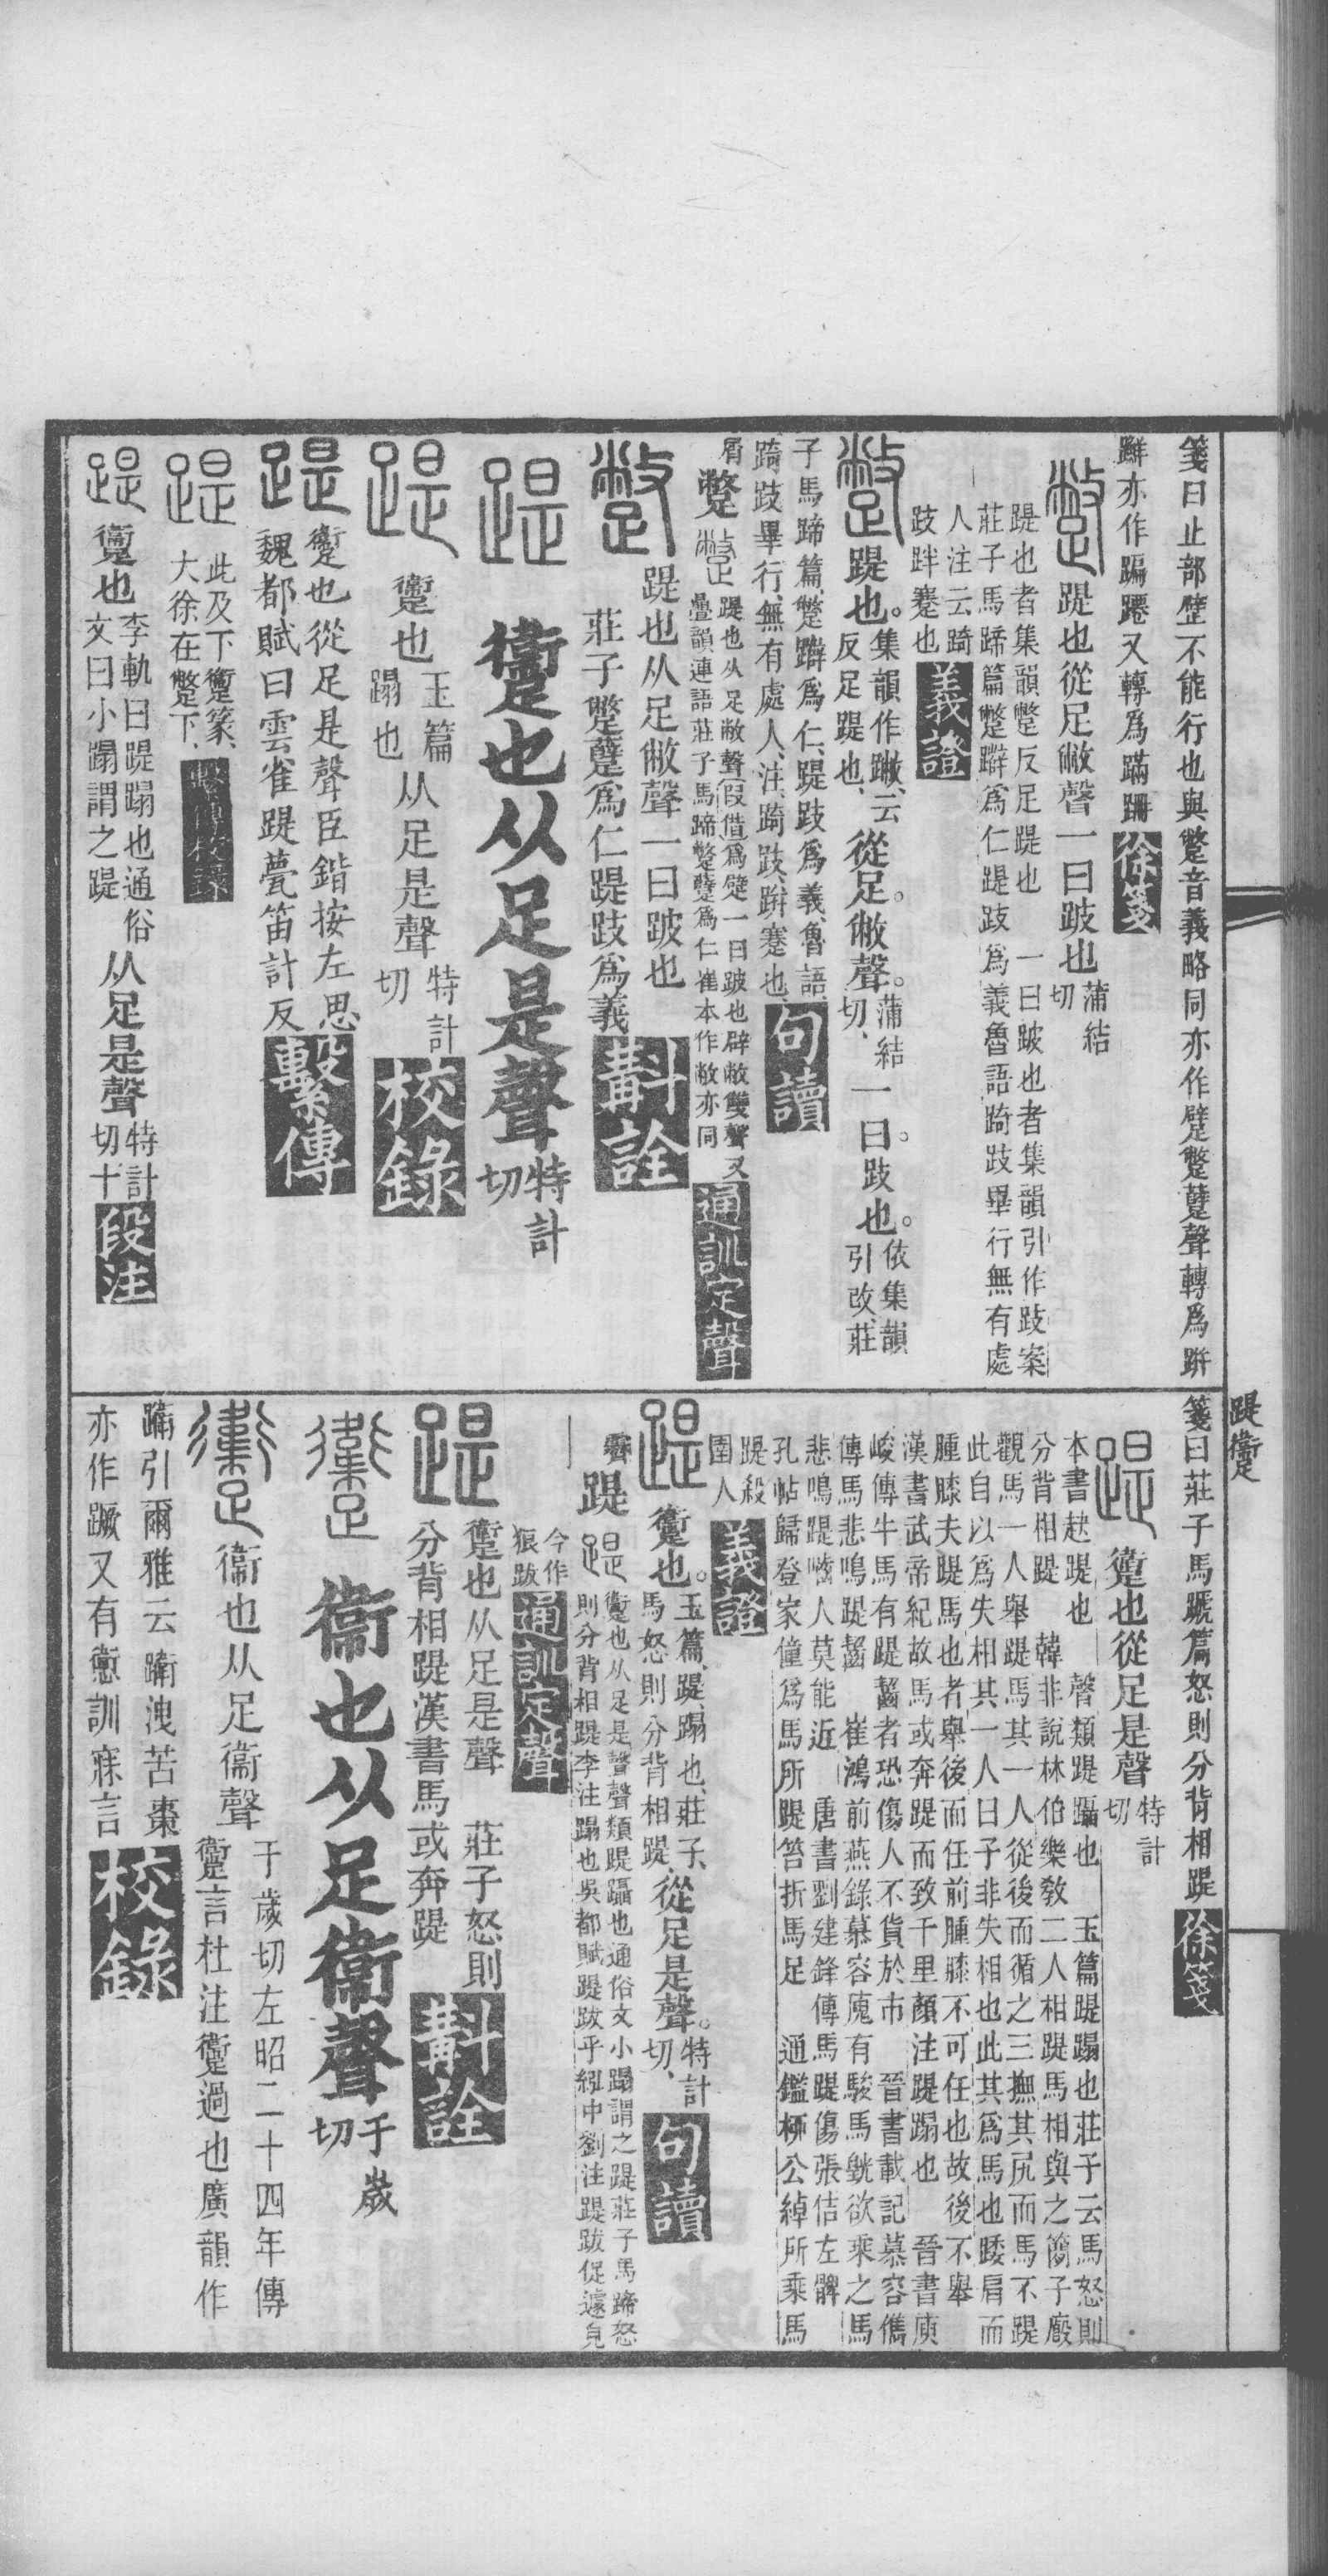 箋曰止部壁不能行也與蹩音義略同亦作躄蹩躠聲轉爲跰
蹁亦作蹁躚又轉爲蹣跚徐箋
蹩 踶也從足敝聲一曰跛也蒲結切
踶也者集韻蹩反足踶也 一曰跛也者集韻引作跂案
莊子馬蹄篇蹩躃爲仁踶跂爲義魯語踦跂畢行無有處
人注云踦
跂跘蹇也義證
蹩 踶也。集韻作蹳、云反足踶也、從足。敝聲。蒲結切、一曰跂也。依集韻引改、莊
子馬蹄篇、蹩躃爲仁、踶跂爲義、魯語、
踦跂畢行、無有處人、注、踦跂、跰蹇也、句讀
屑 蹩 蹩 踶也从足敝聲假借爲躄一曰跛也辟敝雙聲又
疊韻連語莊子馬蹄蹩躠爲仁崔本作敝亦同通訓定聲
蹩 踶也从足敝聲一曰跛也
莊子蹩躠爲仁踶跂爲義斠詮
踶 躗也从足是聲特計切
踶 躗也玉篇蹋也从足是聲特計切校錄
踶 躗也從足是聲臣鍇按左思
魏都賦曰雲雀踶甍笛計反繫傳
踶 此及下躗篆、
大徐在蹩下、繫傳校錄
踶 躗也李軌曰踶蹋也通俗文曰小蹋謂之踶从足是聲特計切十段注
箋曰莊子馬蹏篇怒則分背相踶徐箋
踶 躗也從足是聲特計切
本書趹踶也 聲類踶躡也 玉篇踶蹋也莊子云馬怒則
分背相踶 韓非說林伯樂教二人相踶馬相與之簡子廄
觀馬一人舉踶馬其一人從後而循之三撫其尻而馬不踶
此自以爲失相其一人曰子非失相也此其爲馬也踒肩而
腫膝夫踶馬也者舉後而任前腫膝不可任也故後不舉
漢書武帝紀故馬或奔踶而致千里顏注踶蹋也 晉書庾
峻傳牛馬有踶齧者恐傷人不貨於市 晉書載記慕容儁
傳馬悲鳴踶齧 崔鴻前燕錄慕容廆有駿馬皝欲乘之馬
悲鳴踶嚙人莫能近 唐書劉建鋒傳馬踶傷張佶左髀
孔帖歸登家僮爲馬所踶笞折馬足 通鑑柳公綽所乘馬
踶殺
圉人義證
踶 躗也。玉篇、踶、蹋也、莊子、馬怒則分背相踶、從足是聲。特計切、句讀
霽 踶 踶 躗也从足是聲聲類踶躡也通俗文小蹋謂之踶莊子馬蹄怒
則分背相踶李注蹋也吳都賦踶跋乎紭中劉注踶跋促遽皃
今作
狼跋通訓定聲
踶 躗也从足是聲 莊子怒則
分背相踶漢書馬或奔踶斠詮
躗 衞也从足衞聲于歲切
躗 衞也从足衞聲于歲切左昭二十四年傳
躗言杜注躗過也廣韻作
躛引爾雅云躛洩苦棗
亦作蹶又有𢥠訓寐言校錄
踶躗